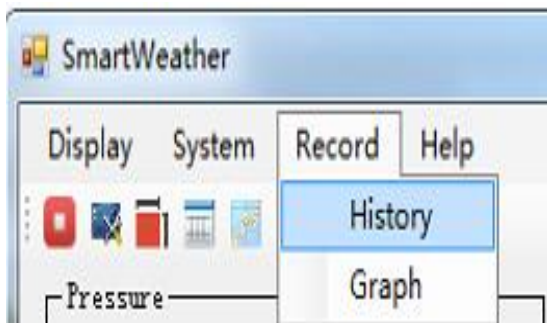 SmartWeather
Display System Record Help
History
Graph
Pressure